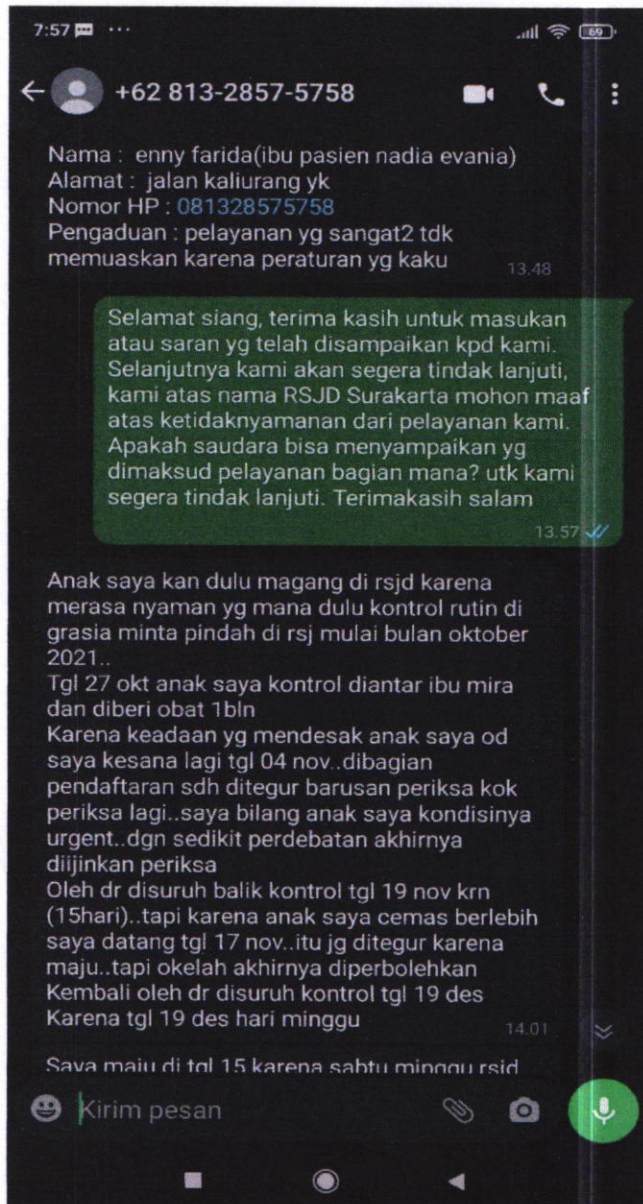 7:57
69
+62 813-2857-5758
Nama : enny farida(ibu pasien nadia evania)
Alamat : jalan kaliurang yk
Nomor HP : 081328575758
Pengaduan : pelayanan yg sangat2 tdk
memuaskan karena peraturan yg kaku
13.48
Selamat siang, terima kasih untuk masukan
atau saran yg telah disampaikan kpd kami.
Selanjutnya kami akan segera tindak lanjuti,
kami atas nama RSJD Surakarta mohon maaf
atas ketidaknyamanan dari pelayanan kami.
Apakah saudara bisa menyampaikan yg
dimaksud pelayanan bagian mana? utk kami
segera tindak lanjuti. Terimakasih salam
13.57
Anak saya kan dulu magang di rsjd karena
merasa nyaman yg mana dulu kontrol rutin di
grasia minta pindah di rsj mulai bulan oktober
2021..
Tgl 27 okt anak saya kontrol diantar ibu mira
dan diberi obat 1bln
Karena keadaan yg mendesak anak saya od
saya kesana lagi tgl 04 nov..dibagian
pendaftaran sdh ditegur barusan periksa kok
periksa lagi..saya bilang anak saya kondisinya
urgent..dgn sedikit perdebatan akhirnya
diijinkan periksa
Oleh dr disuruh balik kontrol tgl 19 nov krn
(15hari)..tapi karena anak saya cemas berlebih
saya datang tgl 17 nov..itu jg ditegur karena
maju..tapi okelah akhirnya diperbolehkan
Kembali oleh dr disuruh kontrol tgl 19 des
Karena tgl 19 des hari minggu
14.01
Saya maju di tgl 15 karena sabtu minggu rsjd
Kirim pesan